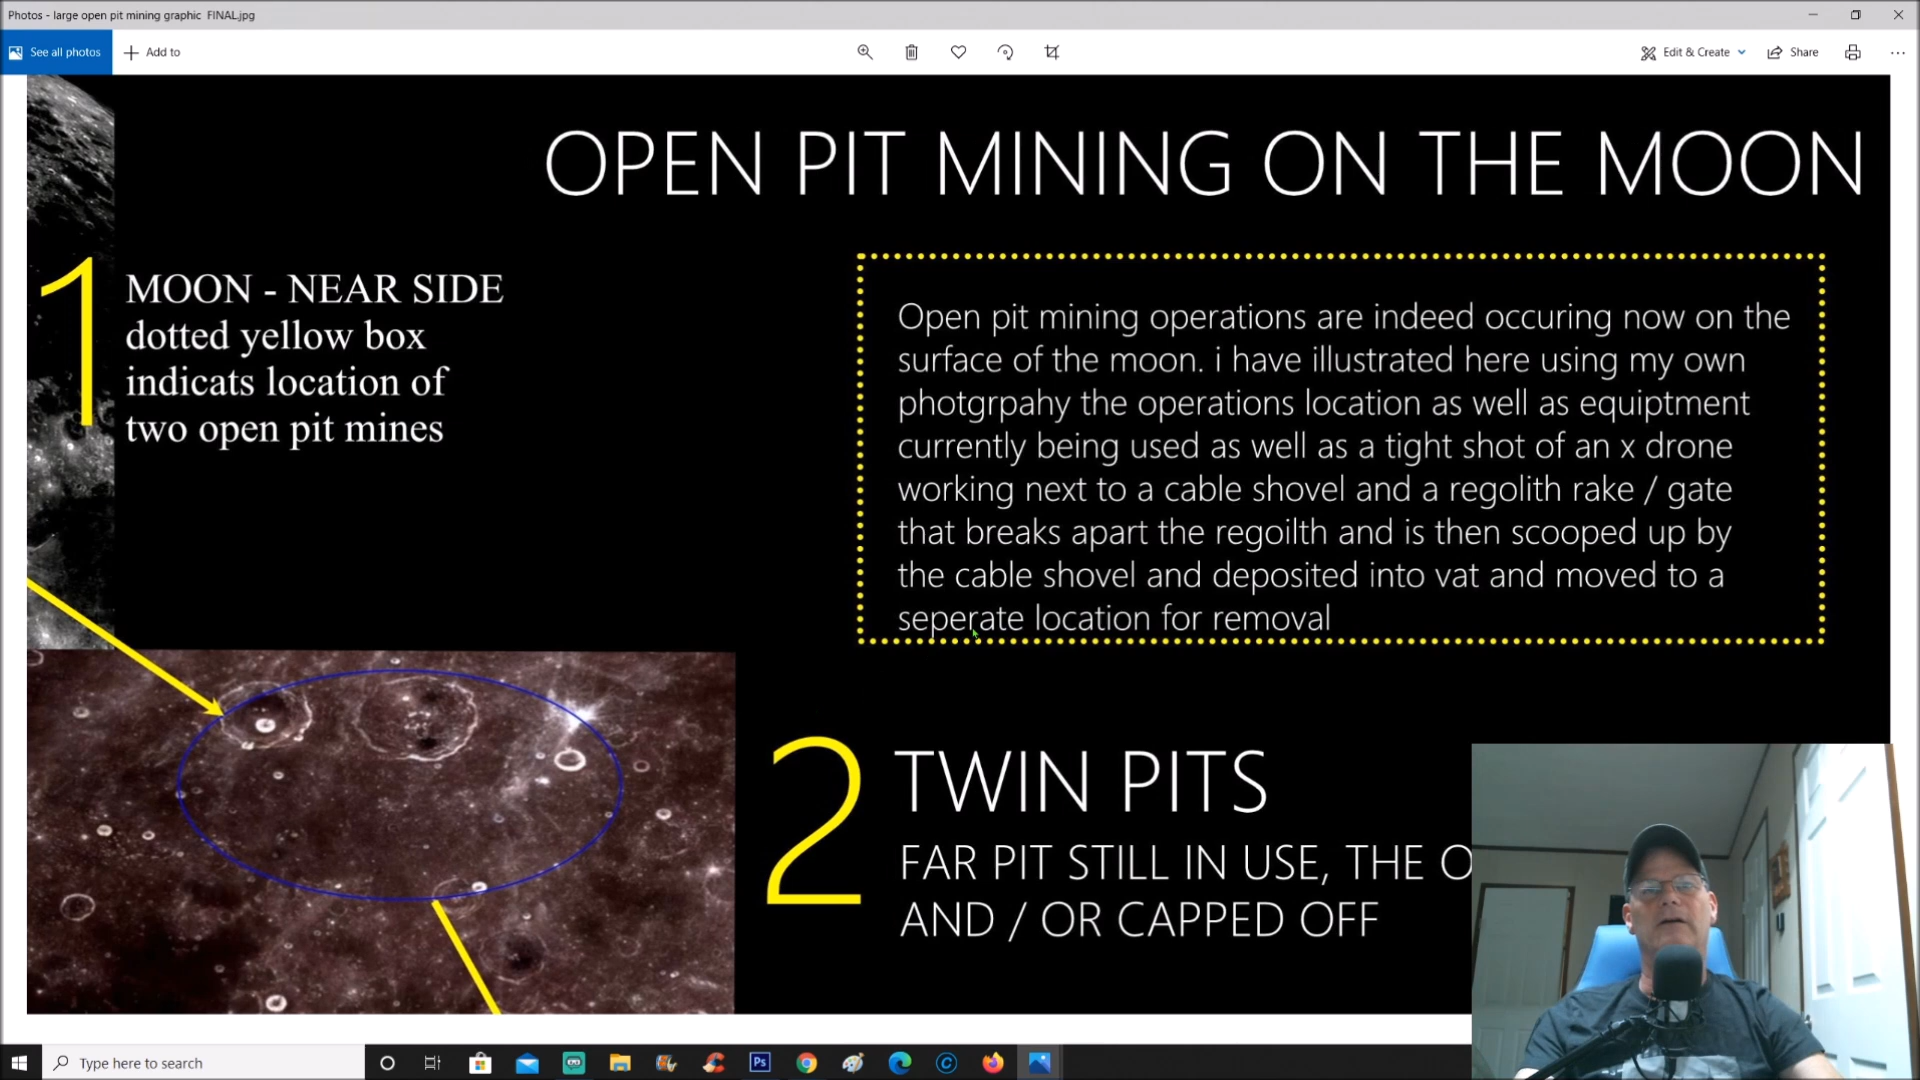 Photos - large open pit mining graphic FINAL.jpg
See all photos
Add to
Edit & Create
Share
OPEN PIT MINING ON THE MOON
1
MOON - NEAR SIDE
dotted yellow box
indicats location of
two open pit mines
Open pit mining operations are indeed occuring now on the
surface of the moon. i have illustrated here using my own
photgrpahy the operations location as well as equiptment
currently being used as well as a tight shot of an x drone
working next to a cable shovel and a regolith rake / gate
that breaks apart the regoilth and is then scooped up by
the cable shovel and deposited into vat and moved to a
seperate location for removal
2
TWIN PITS
FAR PIT STILL IN USE, THE O
AND / OR CAPPED OFF
Type here to search
Ps